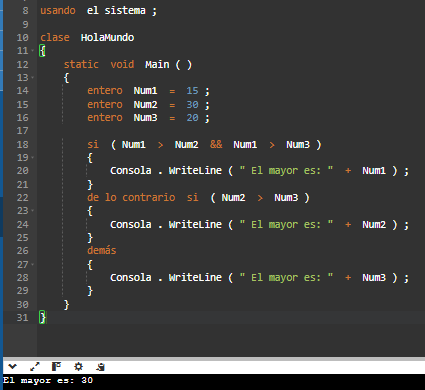 8 usando el sistema ;
9
10 clase HolaMundo
11 {
12 static void Main ( )
13 {
14 entero Num1 = 15 ;
15 entero Num2 = 30 ;
16 entero Num3 = 20 ;
17
18 si ( Num1 > Num2 && Num1 > Num3 )
19 {
20 Consola . WriteLine ( " El mayor es: " + Num1 ) ;
21 }
22 de lo contrario si ( Num2 > Num3 )
23 {
24 Consola . WriteLine ( " El mayor es: " + Num2 ) ;
25 }
26 demás
27 {
28 Consola . WriteLine ( " El mayor es: " + Num3 ) ;
29 }
30 }
31 }
El mayor es: 30